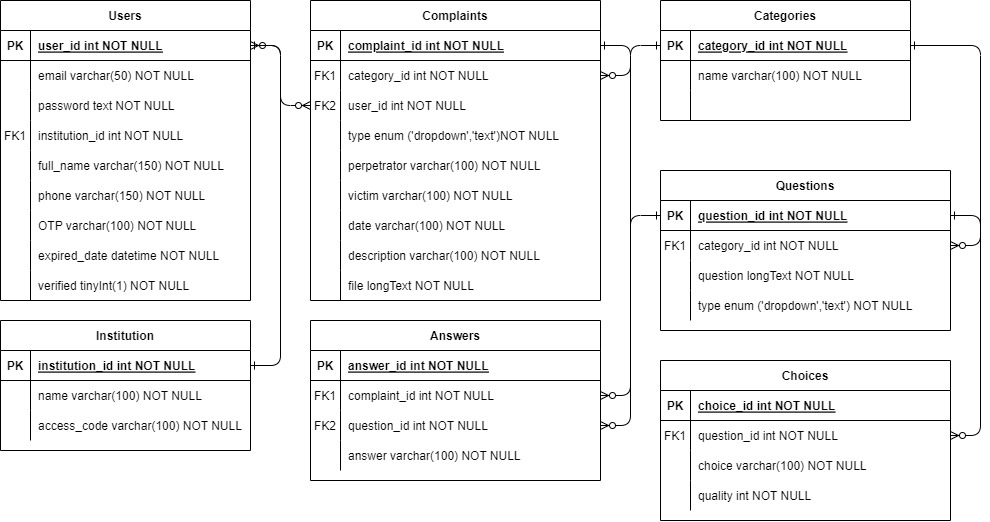 Users
PK user_id int NOT NULL
email varchar(50) NOT NULL
password text NOT NULL
FK1 institution_id int NOT NULL
full_name varchar(150) NOT NULL
phone varchar(150) NOT NULL
OTP varchar(100) NOT NULL
expired_date datetime NOT NULL
verified tinyInt(1) NOT NULL
Complaints
PK complaint_id int NOT NULL
FK1 category_id int NOT NULL
FK2 user_id int NOT NULL
type enum ('dropdown','text')NOT NULL
perpetrator varchar(100) NOT NULL
victim varchar(100) NOT NULL
date varchar(100) NOT NULL
description varchar(100) NOT NULL
file longText NOT NULL
Categories
PK category_id int NOT NULL
name varchar(100) NOT NULL
Questions
PK question_id int NOT NULL
FK1 category_id int NOT NULL
question longText NOT NULL
type enum ('dropdown','text') NOT NULL
Institution
PK institution_id int NOT NULL
name varchar(100) NOT NULL
access_code varchar(100) NOT NULL
Answers
PK answer_id int NOT NULL
FK1 complaint_id int NOT NULL
FK2 question_id int NOT NULL
answer varchar(100) NOT NULL
Choices
PK choice_id int NOT NULL
FK1 question_id int NOT NULL
choice varchar(100) NOT NULL
quality int NOT NULL